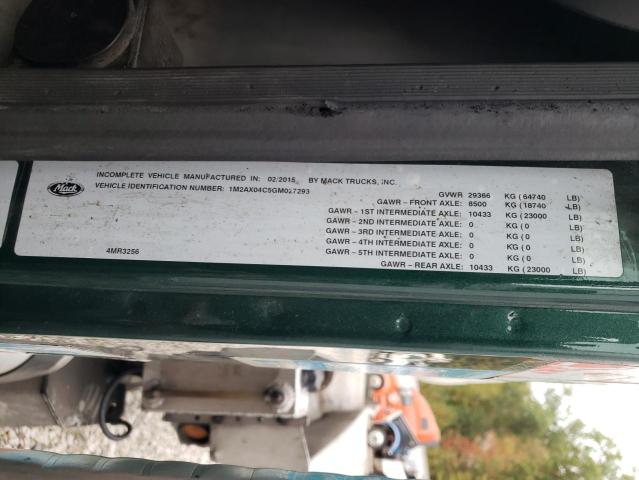 Mack
INCOMPLETE VEHICLE MANUFACTURED IN: 02/2015 BY MACK TRUCKS, INC.
VEHICLE IDENTIFICATION NUMBER: 1M2AX04C5GM027293
GVWR 29366 KG ( 64740 LB)
GAWR – FRONT AXLE: 8500 KG ( 18740 LB)
GAWR – 1ST INTERMEDIATE AXLE: 10433 KG ( 23000 LB)
GAWR – 2ND INTERMEDIATE AXLE: 0 KG ( 0 LB)
GAWR – 3RD INTERMEDIATE AXLE: 0 KG ( 0 LB)
GAWR – 4TH INTERMEDIATE AXLE: 0 KG ( 0 LB)
GAWR – 5TH INTERMEDIATE AXLE: 0 KG ( 0 LB)
GAWR – REAR AXLE: 10433 KG ( 23000 LB)
4MR3256